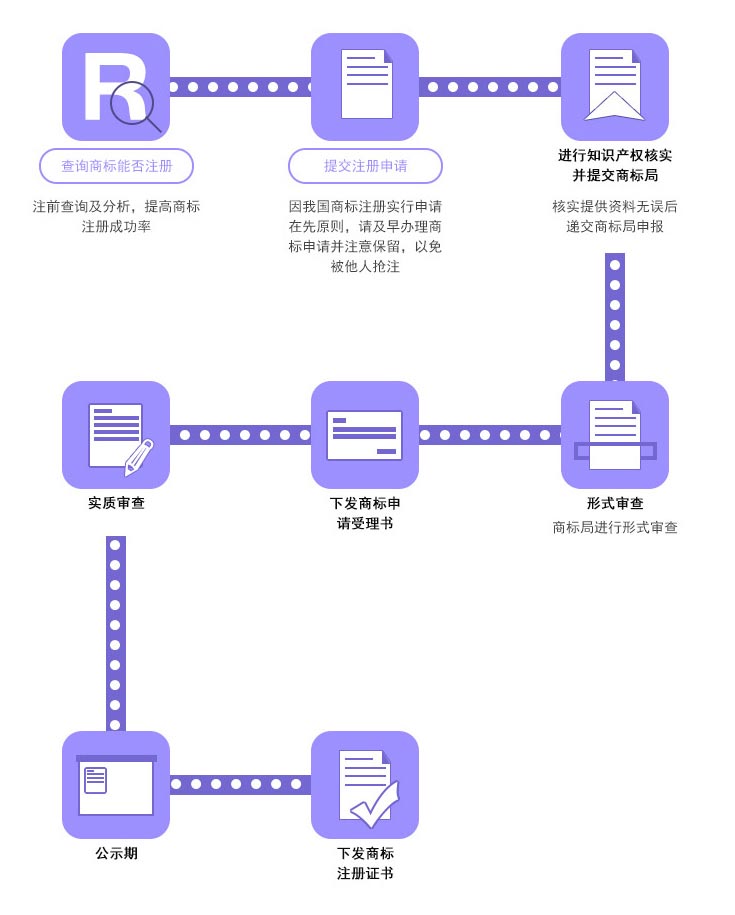 R
查询商标能否注册
注前查询及分析，提高商标
注册成功率
提交注册申请
因我国商标注册实行申请
在先原则，请及早办理商
标申请并注意保留，以免
被他人抢注
进行知识产权核实
并提交商标局
核实提供资料无误后
递交商标局申报
实质审查
下发商标申
请受理书
形式审查
商标局进行形式审查
公示期
下发商标
注册证书